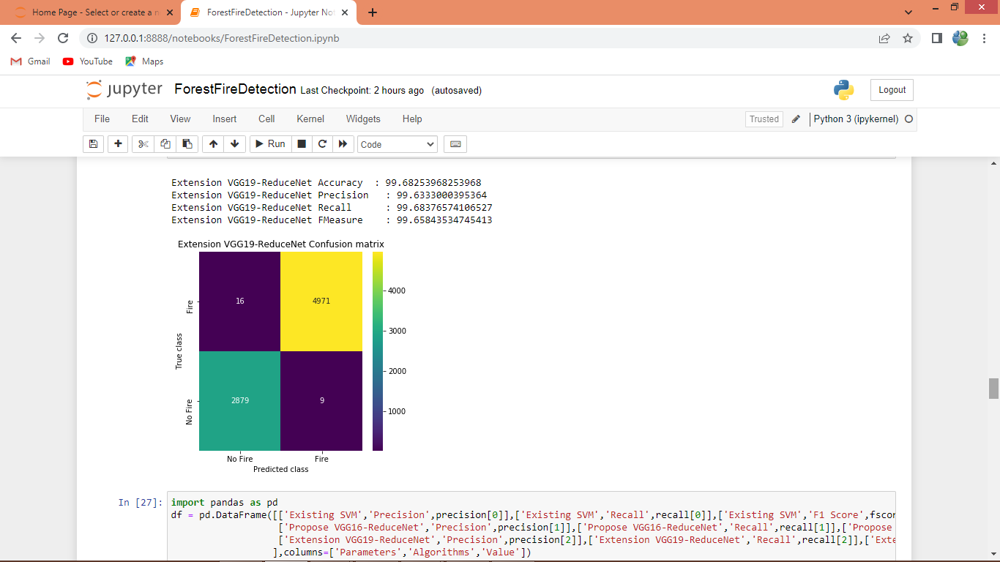 Home Page - Select or create a n
ForestFireDetection - Jupyter Not
127.0.0.1:8888/notebooks/ForestFireDetection.ipynb
Gmail YouTube Maps
jupyter ForestFireDetection Last Checkpoint: 2 hours ago (autosaved)
Logout
File Edit View Insert Cell Kernel Widgets Help
Trusted Python 3 (ipykernel)
Run Code
Extension VGG19-ReduceNet Accuracy : 99.68253968253968
Extension VGG19-ReduceNet Precision : 99.6333000395364
Extension VGG19-ReduceNet Recall : 99.68376574106527
Extension VGG19-ReduceNet FMeasure : 99.65843534745413
Extension VGG19-ReduceNet Confusion matrix
True class
Fire
16 4971
No Fire
2879 9
4000
3000
2000
1000
No Fire Fire
Predicted class
In [27]:
import pandas as pd
df = pd.DataFrame([['Existing SVM','Precision',precision[0]],['Existing SVM','Recall',recall[0]],['Existing SVM','F1 Score',fscor
['Propose VGG16-ReduceNet','Precision',precision[1]],['Propose VGG16-ReduceNet','Recall',recall[1]],['Propose
['Extension VGG19-ReduceNet','Precision',precision[2]],['Extension VGG19-ReduceNet','Recall',recall[2]],['Exte
],columns=['Parameters','Algorithms','Value'])